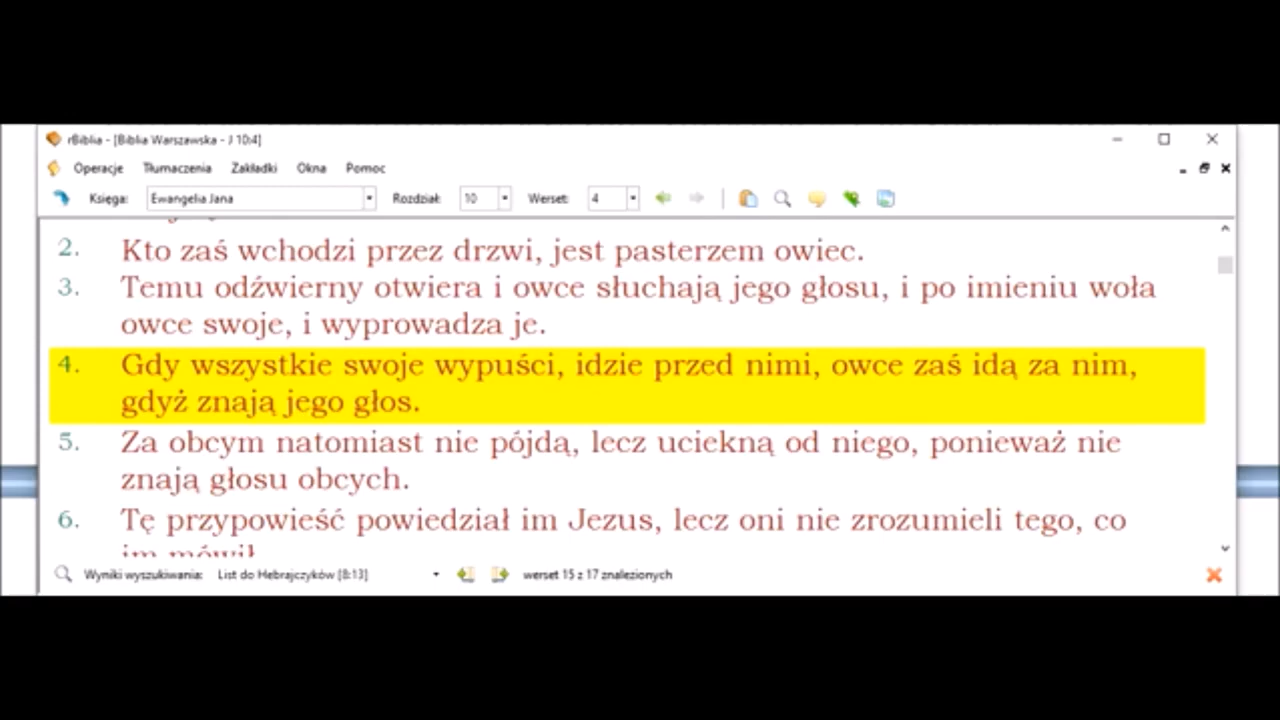 rBiblia - [Biblia Warszawska - J 10:4]
Operacje Tłumaczenia Zakładki Okna Pomoc
Księga: Ewangelia Jana Rozdział: 10 Werset: 4
2. Kto zaś wchodzi przez drzwi, jest pasterzem owiec.
3. Temu odźwierny otwiera i owce słuchają jego głosu, i po imieniu woła
owce swoje, i wyprowadza je.
4. Gdy wszystkie swoje wypuści, idzie przed nimi, owce zaś idą za nim,
gdyż znają jego głos.
5. Za obcym natomiast nie pójdą, lecz uciekną od niego, ponieważ nie
znają głosu obcych.
6. Tę przypowieść powiedział im Jezus, lecz oni nie zrozumieli tego, co
im mówił.
Wyniki wyszukiwania: List do Hebrajczyków [8:13] werset 15 z 17 znalezionych